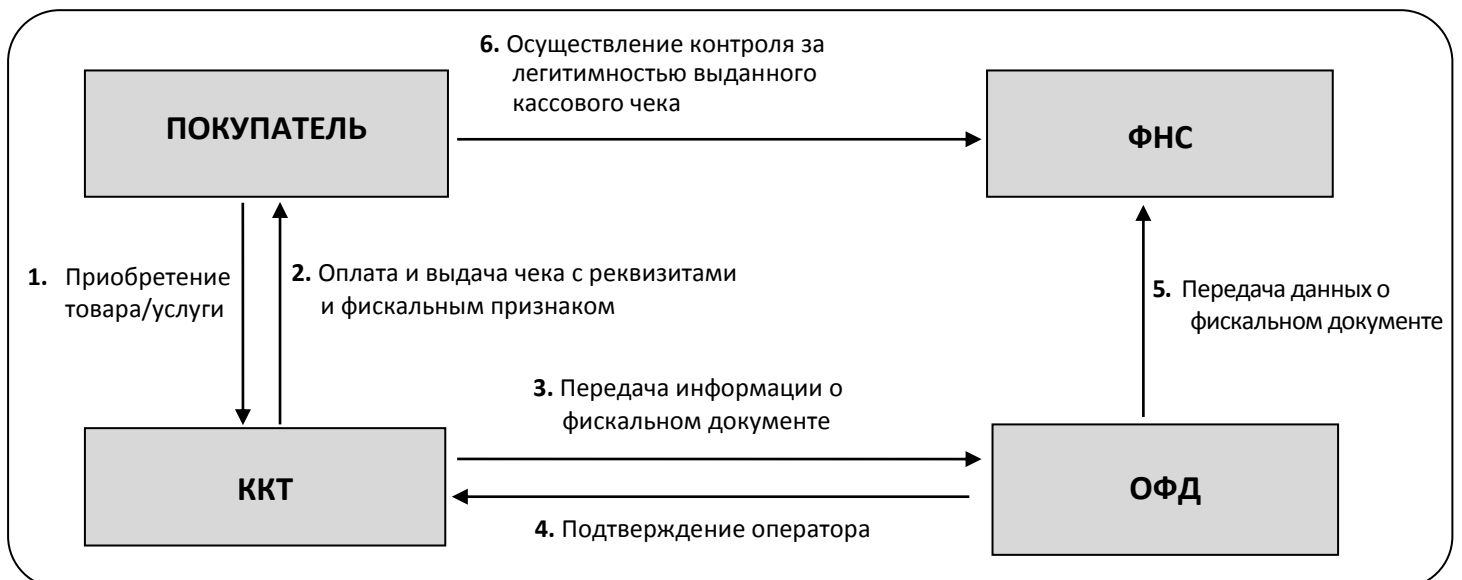 6. Осуществление контроля за
легитимностью выданного
кассового чека
ПОКУПАТЕЛЬ
ФНС
1. Приобретение
товара/услуги
2. Оплата и выдача чека с реквизитами
и фискальным признаком
5. Передача данных о
фискальном документе
3. Передача информации о
фискальном документе
ККТ
ОФД
4. Подтверждение оператора